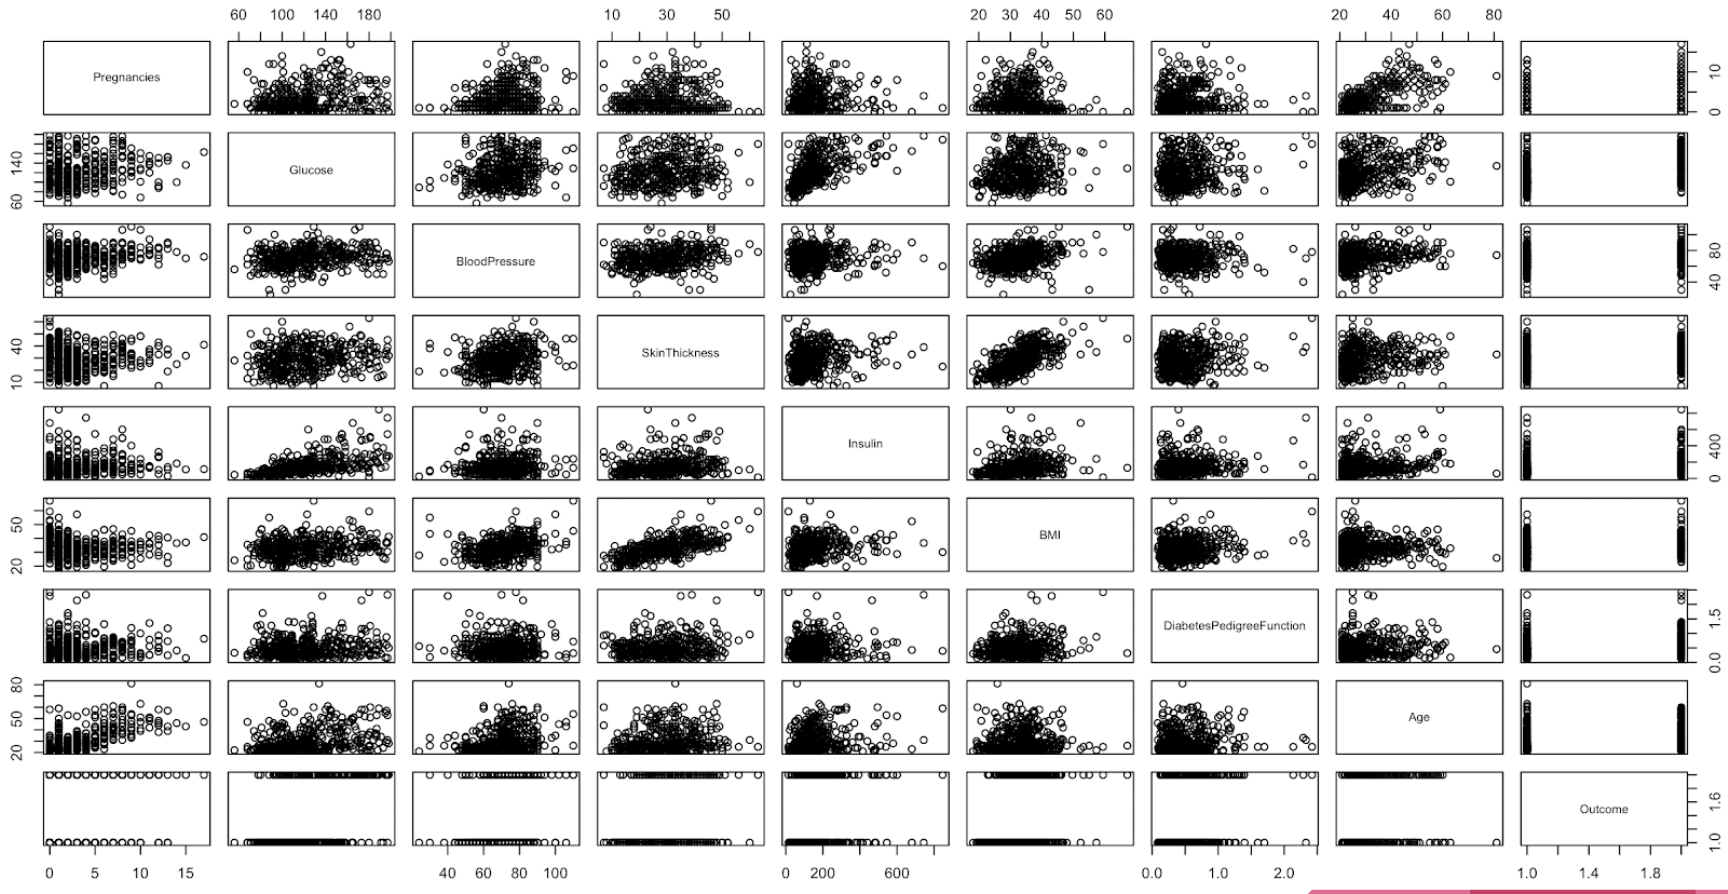 60 100 140 180 10 30 50 20 30 40 50 60 20 40 60 80
Pregnancies 0 5 10
60 140 Glucose
BloodPressure 40 80
10 40 SkinThickness
Insulin 0 400
20 50 BMI
DiabetesPedigreeFunction 0.0 1.5
20 50 80 Age
Outcome 1.0 1.6
0 5 10 15 40 60 80 100 0 200 600 0.0 1.0 2.0 1.0 1.4 1.8